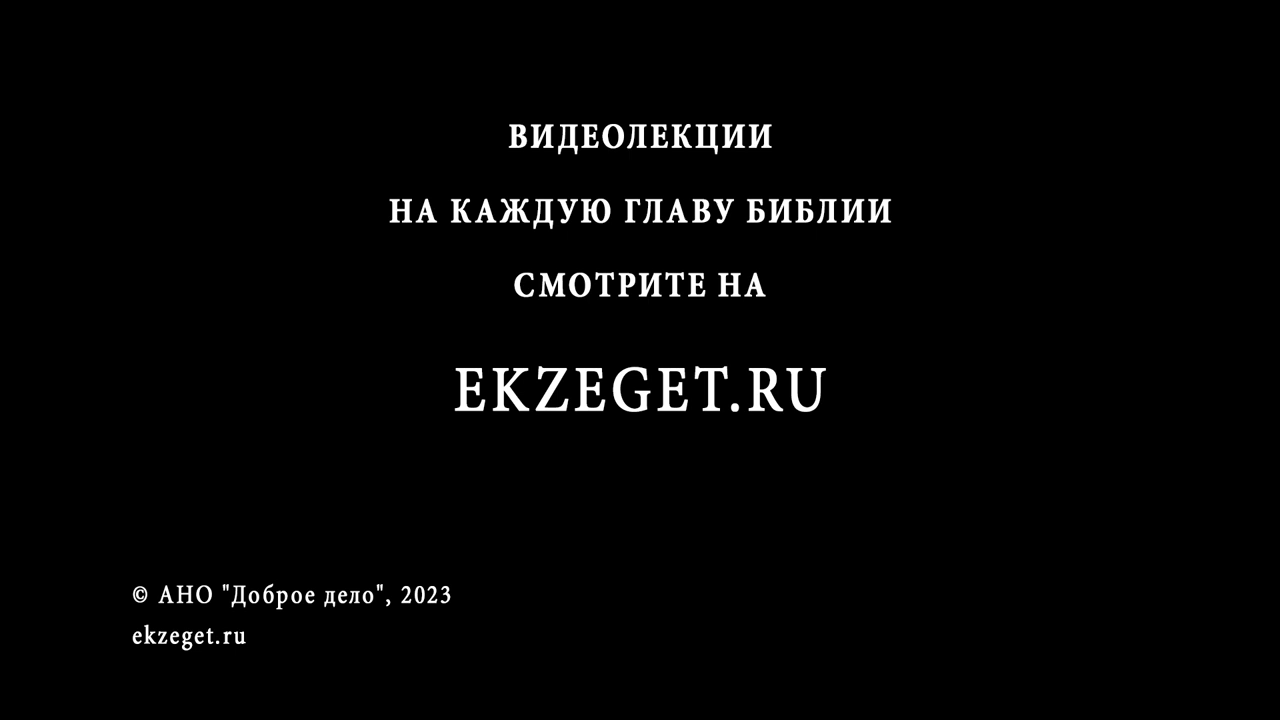 ВИДЕОЛЕКЦИИ
НА КАЖДУЮ ГЛАВУ БИБЛИИ
СМОТРИТЕ НА
EKZEGET.RU
© АНО "Доброе дело", 2023
ekzeget.ru